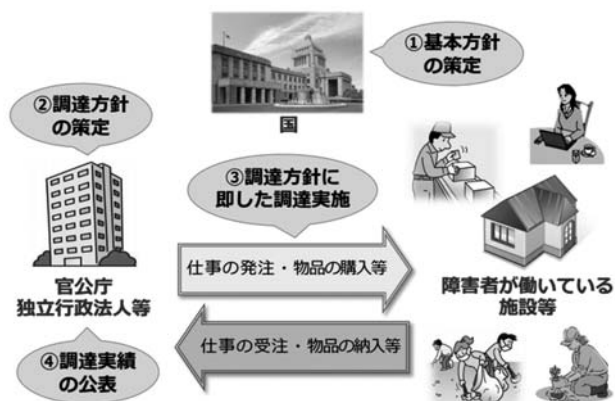 ①基本方針
の策定
国
②調達方針
の策定
③調達方針に
即した調達実施
官公庁
独立行政法人等
仕事の発注・物品の購入等
障害者が働いている
施設等
仕事の受注・物品の納入等
④調達実績
の公表